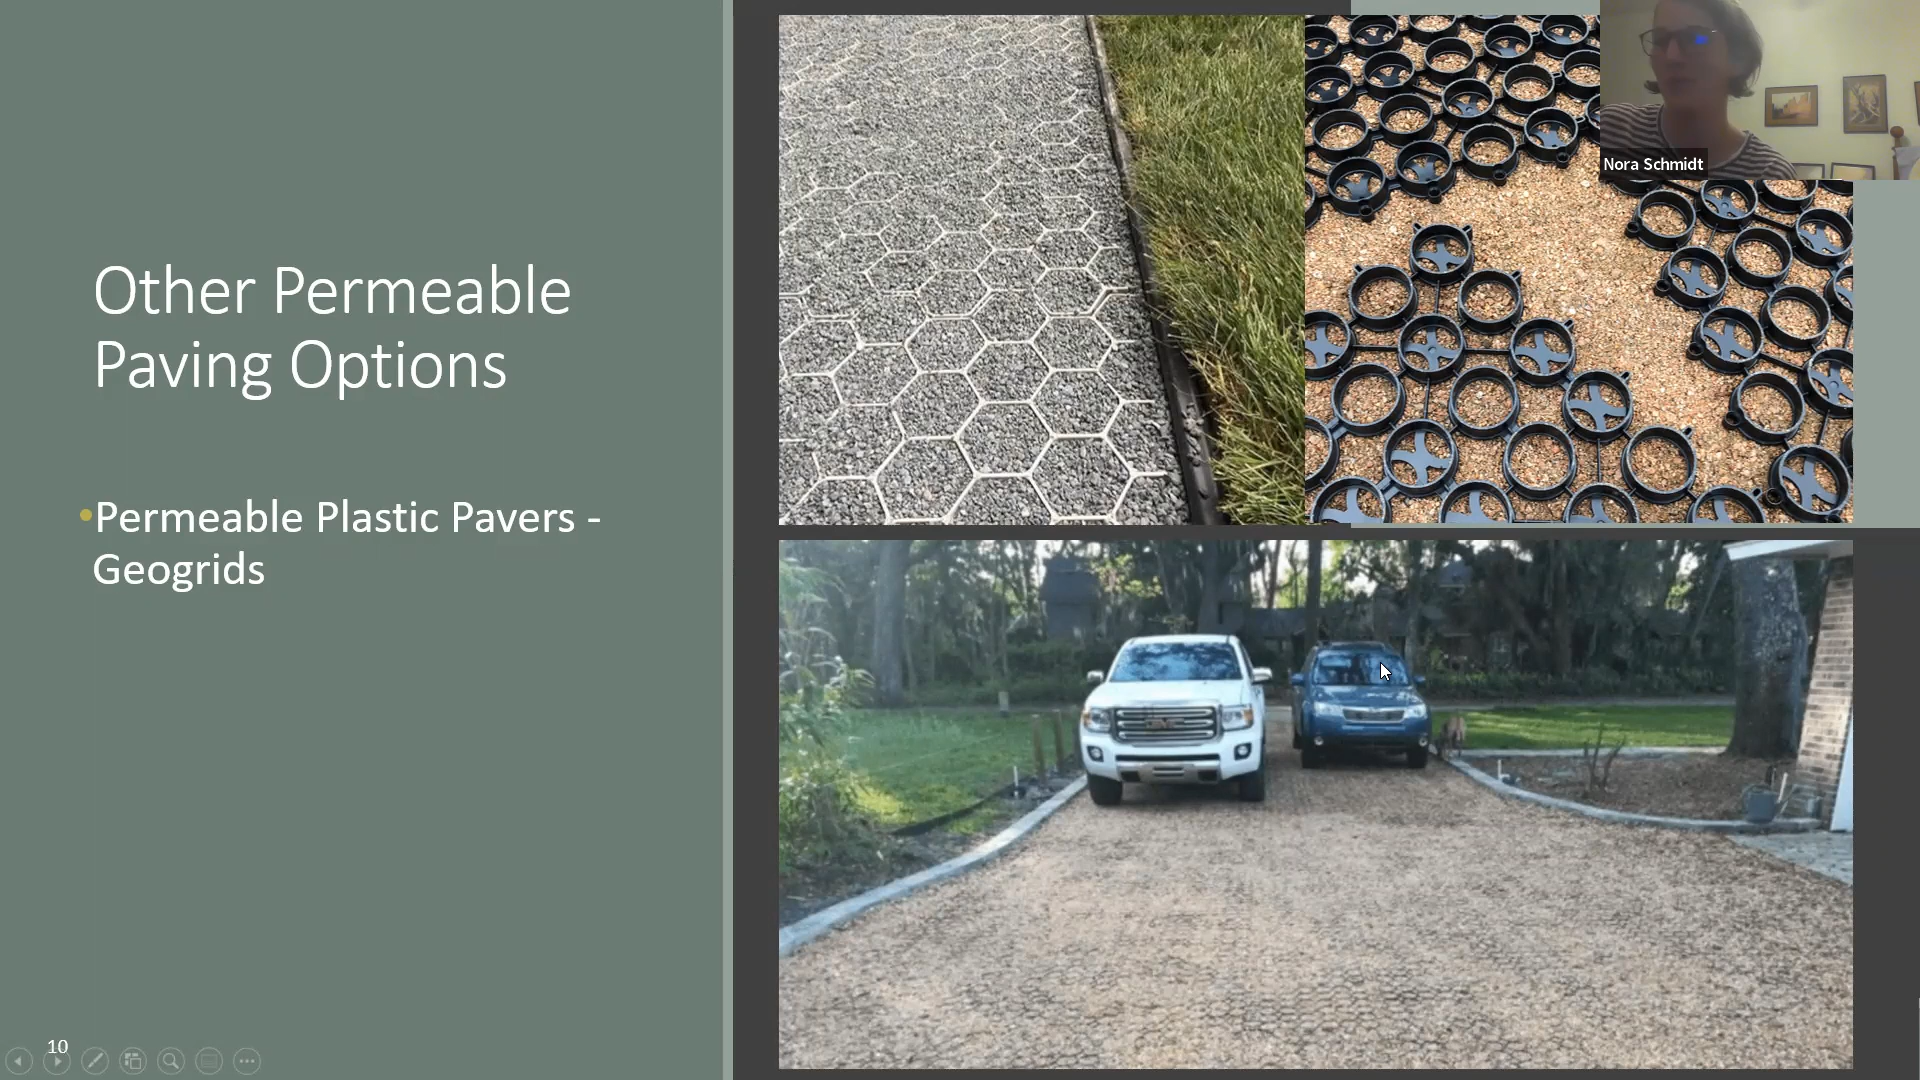 Other Permeable
Paving Options
•Permeable Plastic Pavers -
Geogrids
Nora Schmidt
GMC
10